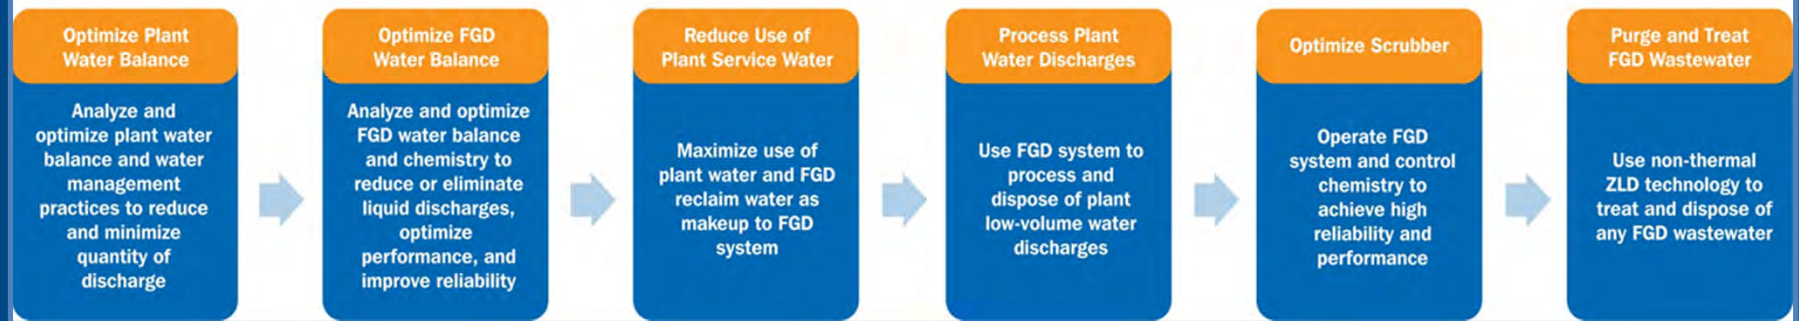 Optimize Plant
Water Balance
Analyze and
optimize plant water
balance and water
management
practices to reduce
and minimize
quantity of
discharge
Optimize FGD
Water Balance
Analyze and optimize
FGD water balance
and chemistry to
reduce or eliminate
liquid discharges,
optimize
performance, and
improve reliability
Reduce Use of
Plant Service Water
Maximize use of
plant water and FGD
reclaim water as
makeup to FGD
system
Process Plant
Water Discharges
Use FGD system to
process and
dispose of plant
low-volume water
discharges
Optimize Scrubber
Operate FGD
system and control
chemistry to
achieve high
reliability and
performance
Purge and Treat
FGD Wastewater
Use non-thermal
ZLD technology to
treat and dispose of
any FGD wastewater